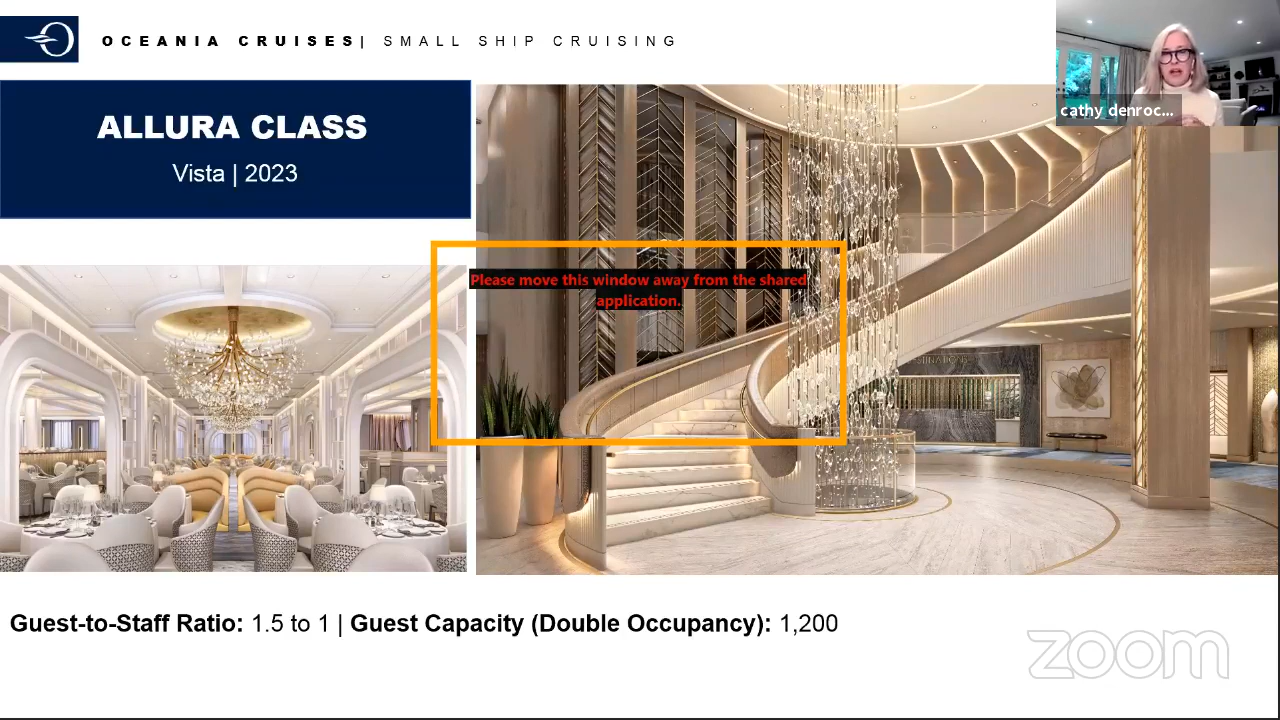 OCEANIA CRUISES| SMALL SHIP CRUISING
cathy denroc...
ALLURA CLASS
Vista | 2023
Please move this window away from the shared
application.
Guest-to-Staff Ratio: 1.5 to 1 | Guest Capacity (Double Occupancy): 1,200
zoom